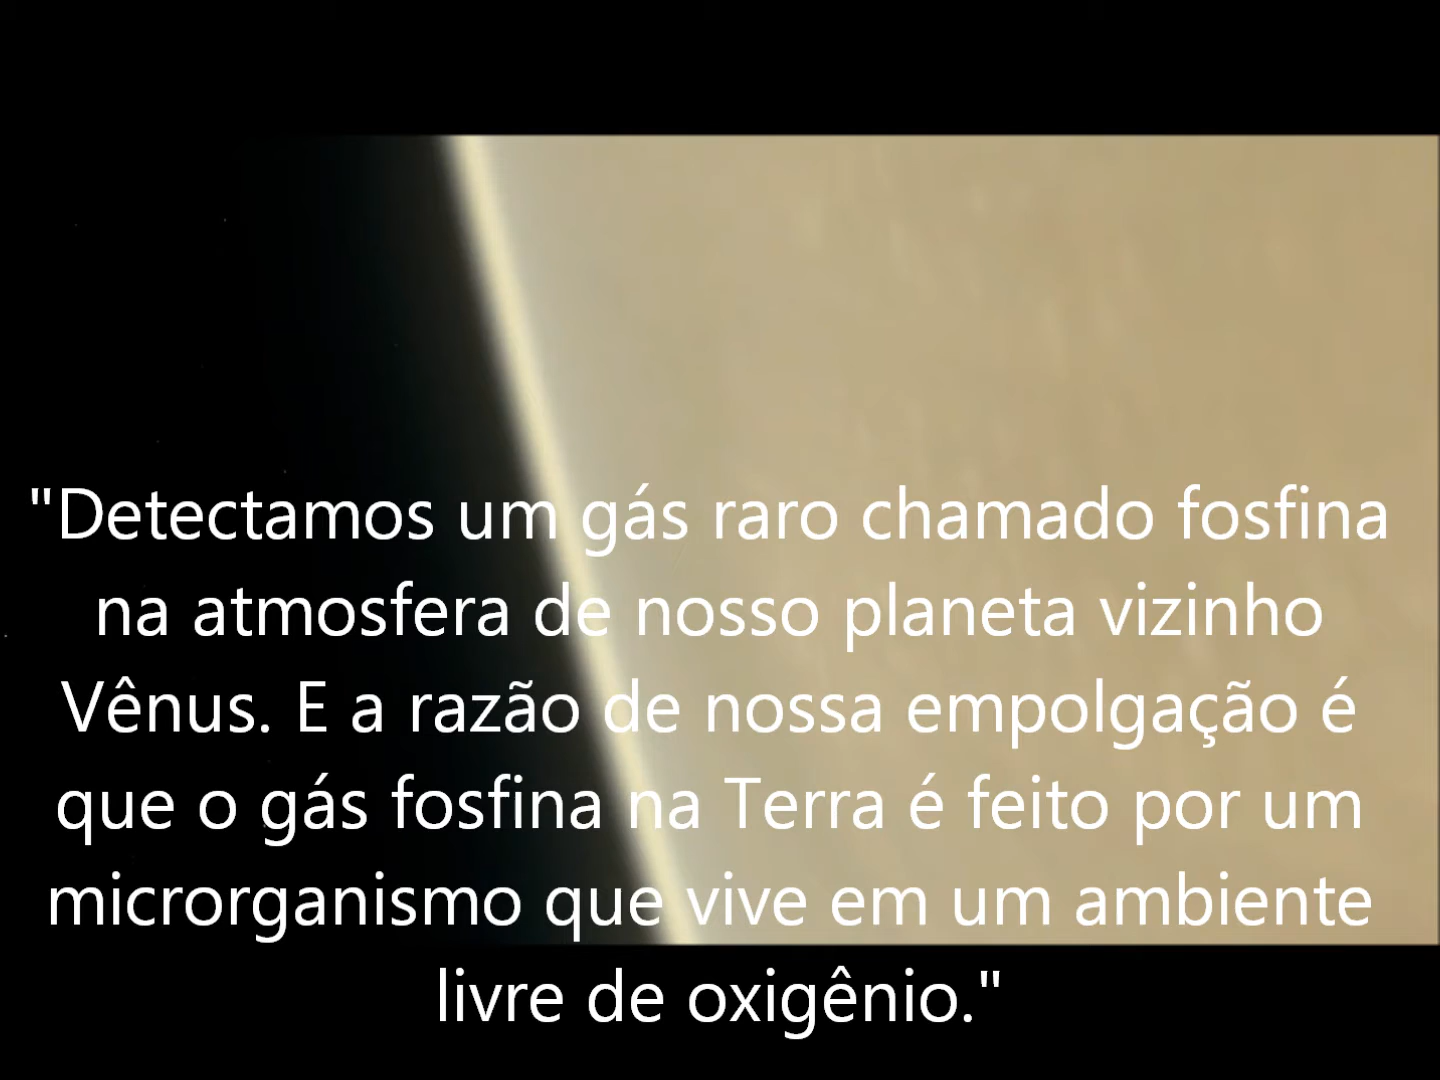 "Detectamos um gás raro chamado fosfina
na atmosfera de nosso planeta vizinho
Vênus. E a razão de nossa empolgação é
que o gás fosfina na Terra é feito por um
microrganismo que vive em um ambiente
livre de oxigênio."